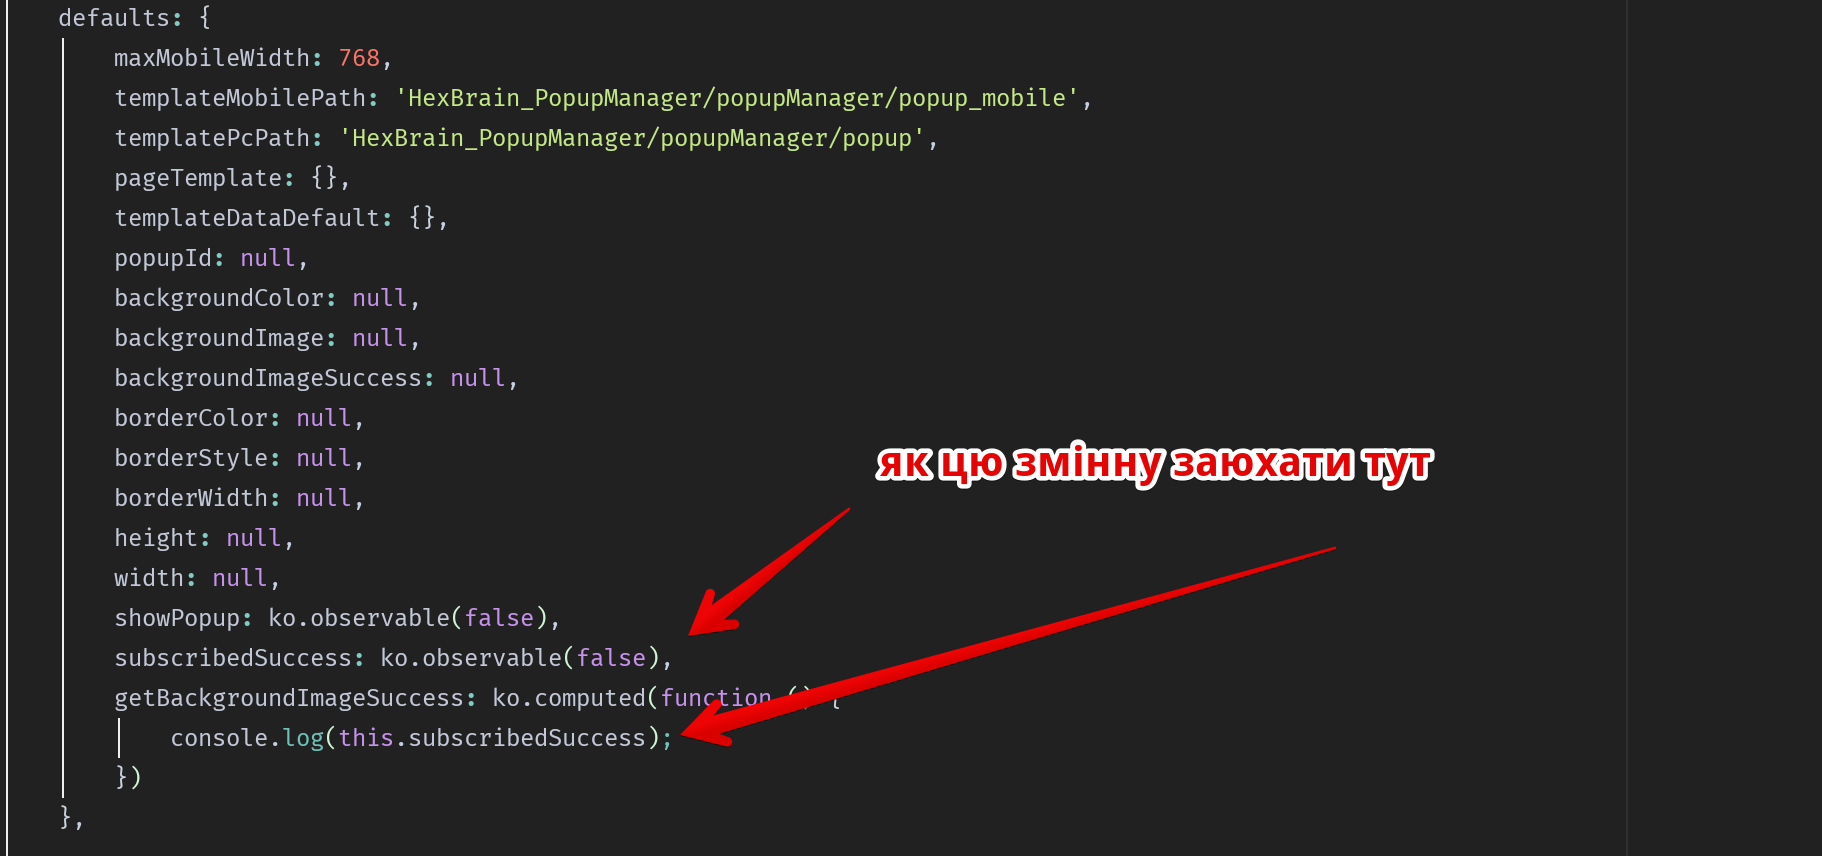 defaults: {
maxMobileWidth: 768,
templateMobilePath: 'HexBrain_PopupManager/popupManager/popup_mobile',
templatePcPath: 'HexBrain_PopupManager/popupManager/popup',
pageTemplate: {},
templateDataDefault: {},
popupId: null,
backgroundColor: null,
backgroundImage: null,
backgroundImageSuccess: null,
borderColor: null,
borderStyle: null,
як цю змінну заюхати тут
borderWidth: null,
height: null,
width: null,
showPopup: ko.observable(false),
subscribedSuccess: ko.observable(false),
getBackgroundImageSuccess: ko.computed(function () {
console.log(this.subscribedSuccess);
})
},